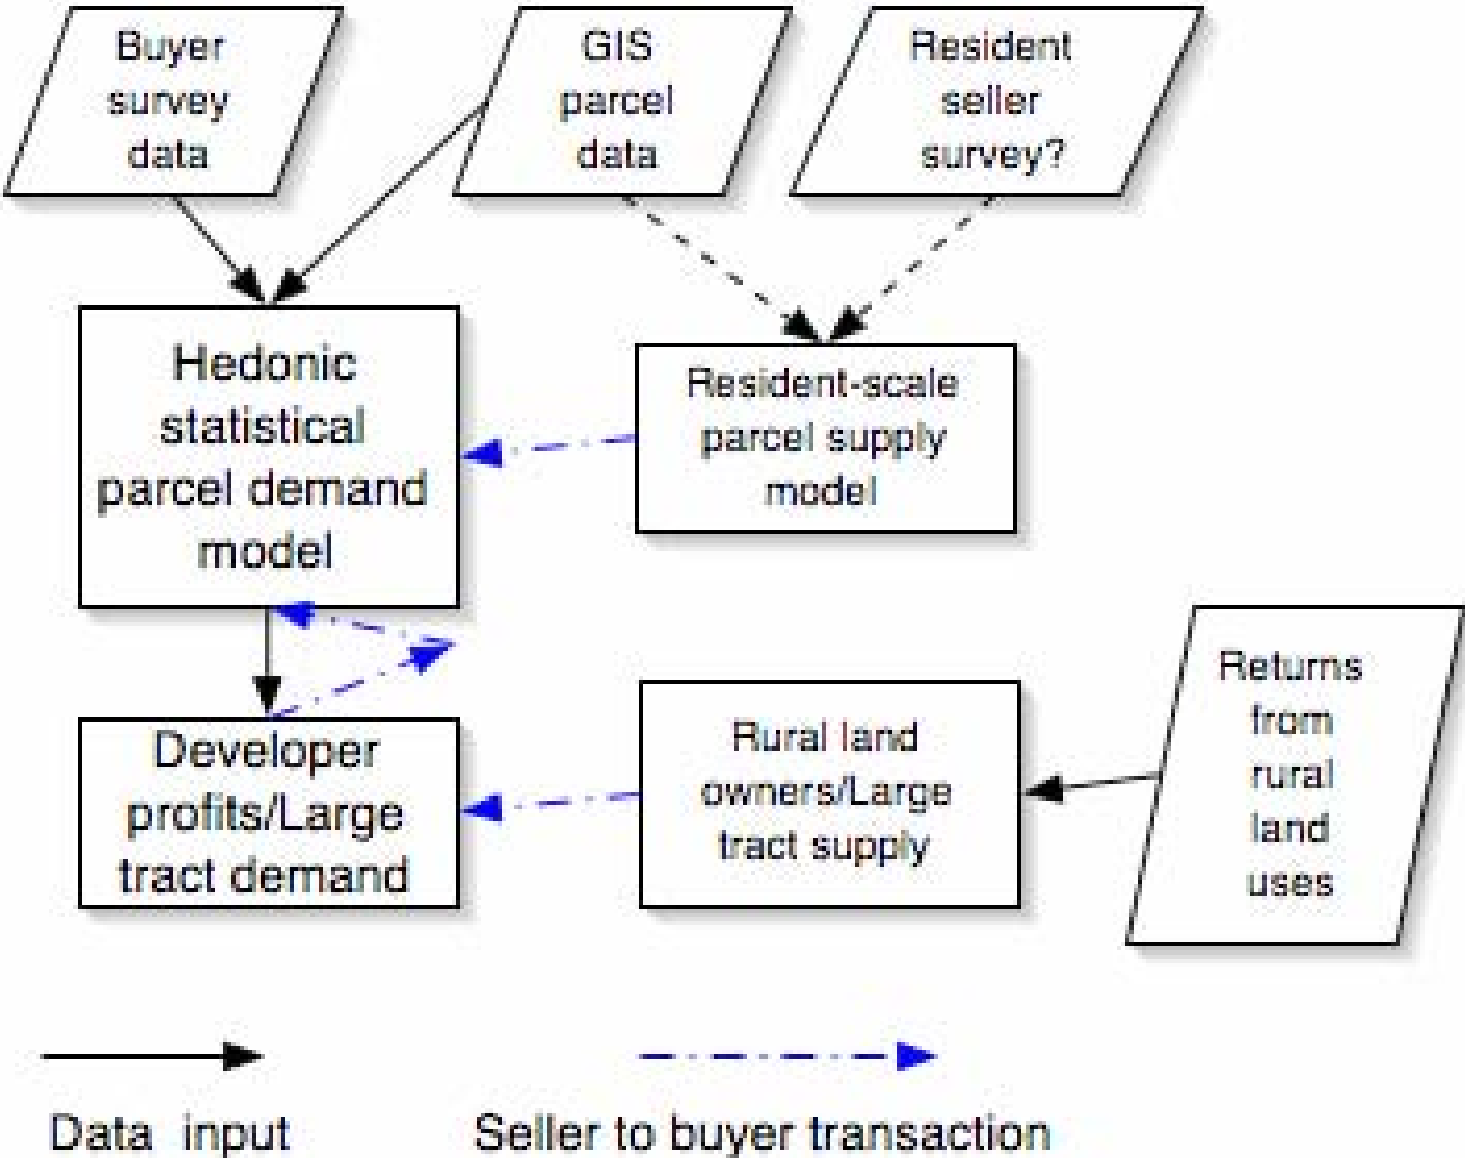 Buyer
survey
data
GIS
parcel
data
Resident
seller
survey?
Hedonic
statistical
parcel demand
model
Resident-scale
parcel supply
model
Developer
profits/Large
tract demand
Rural land
owners/Large
tract supply
Returns
from
rural
land
uses
Data input
Seller to buyer transaction